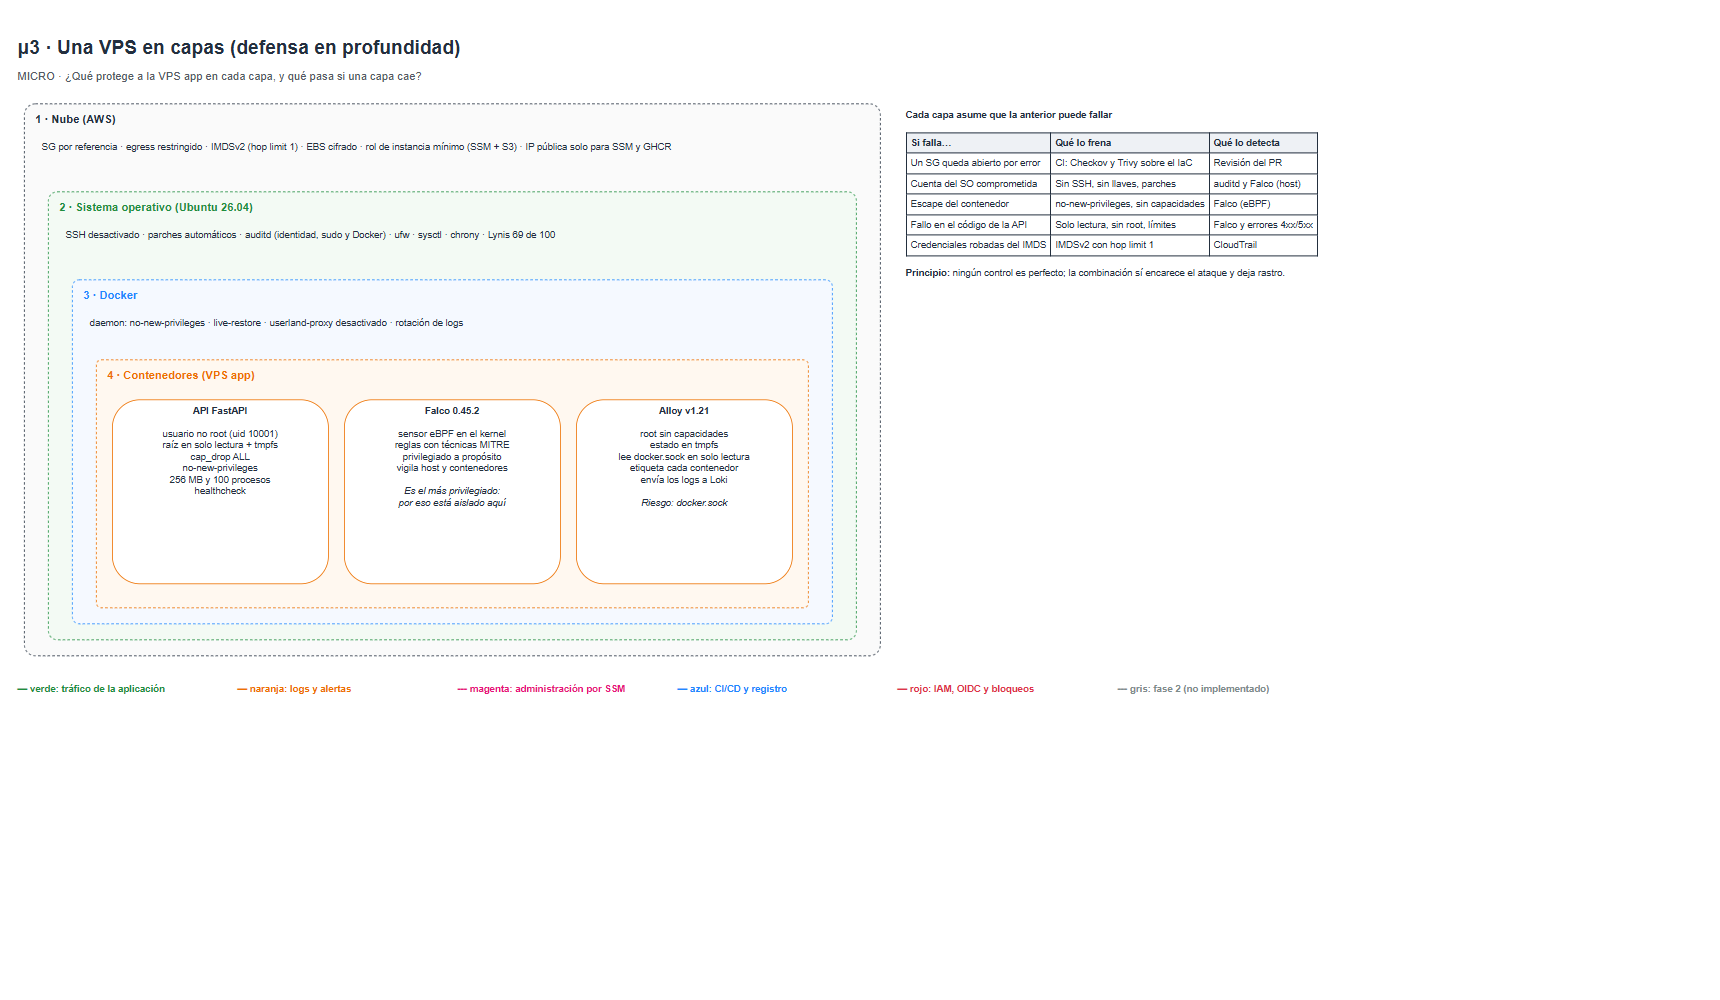 µ3 · Una VPS en capas (defensa en profundidad)
MICRO · ¿Qué protege a la VPS app en cada capa, y qué pasa si una capa cae?
1 · Nube (AWS)
SG por referencia · egress restringido · IMDSv2 (hop limit 1) · EBS cifrado · rol de instancia mínimo (SSM + S3) · IP pública solo para SSM y GHCR
2 · Sistema operativo (Ubuntu 26.04)
SSH desactivado · parches automáticos · auditd (identidad, sudo y Docker) · ufw · sysctl · chrony · Lynis 69 de 100
3 · Docker
daemon: no-new-privileges · live-restore · userland-proxy desactivado · rotación de logs
4 · Contenedores (VPS app)
API FastAPI
usuario no root (uid 10001)
raíz en solo lectura + tmpfs
cap_drop ALL
no-new-privileges
256 MB y 100 procesos
healthcheck
Falco 0.45.2
sensor eBPF en el kernel
reglas con técnicas MITRE
privilegiado a propósito
vigila host y contenedores
Es el más privilegiado:
por eso está aislado aquí
Alloy v1.21
root sin capacidades
estado en tmpfs
lee docker.sock en solo lectura
etiqueta cada contenedor
envía los logs a Loki
Riesgo: docker.sock
Cada capa asume que la anterior puede fallar
Si falla... Qué lo frena Qué lo detecta
Un SG queda abierto por error CI: Checkov y Trivy sobre el IaC Revisión del PR
Cuenta del SO comprometida Sin SSH, sin llaves, parches auditd y Falco (host)
Escape del contenedor no-new-privileges, sin capacidades Falco (eBPF)
Fallo en el código de la API Solo lectura, sin root, límites Falco y errores 4xx/5xx
Credenciales robadas del IMDS IMDSv2 con hop limit 1 CloudTrail
Principio: ningún control es perfecto; la combinación sí encarece el ataque y deja rastro.
— verde: tráfico de la aplicación
— naranja: logs y alertas
— magenta: administración por SSM
— azul: CI/CD y registro
— rojo: IAM, OIDC y bloqueos
— gris: fase 2 (no implementado)